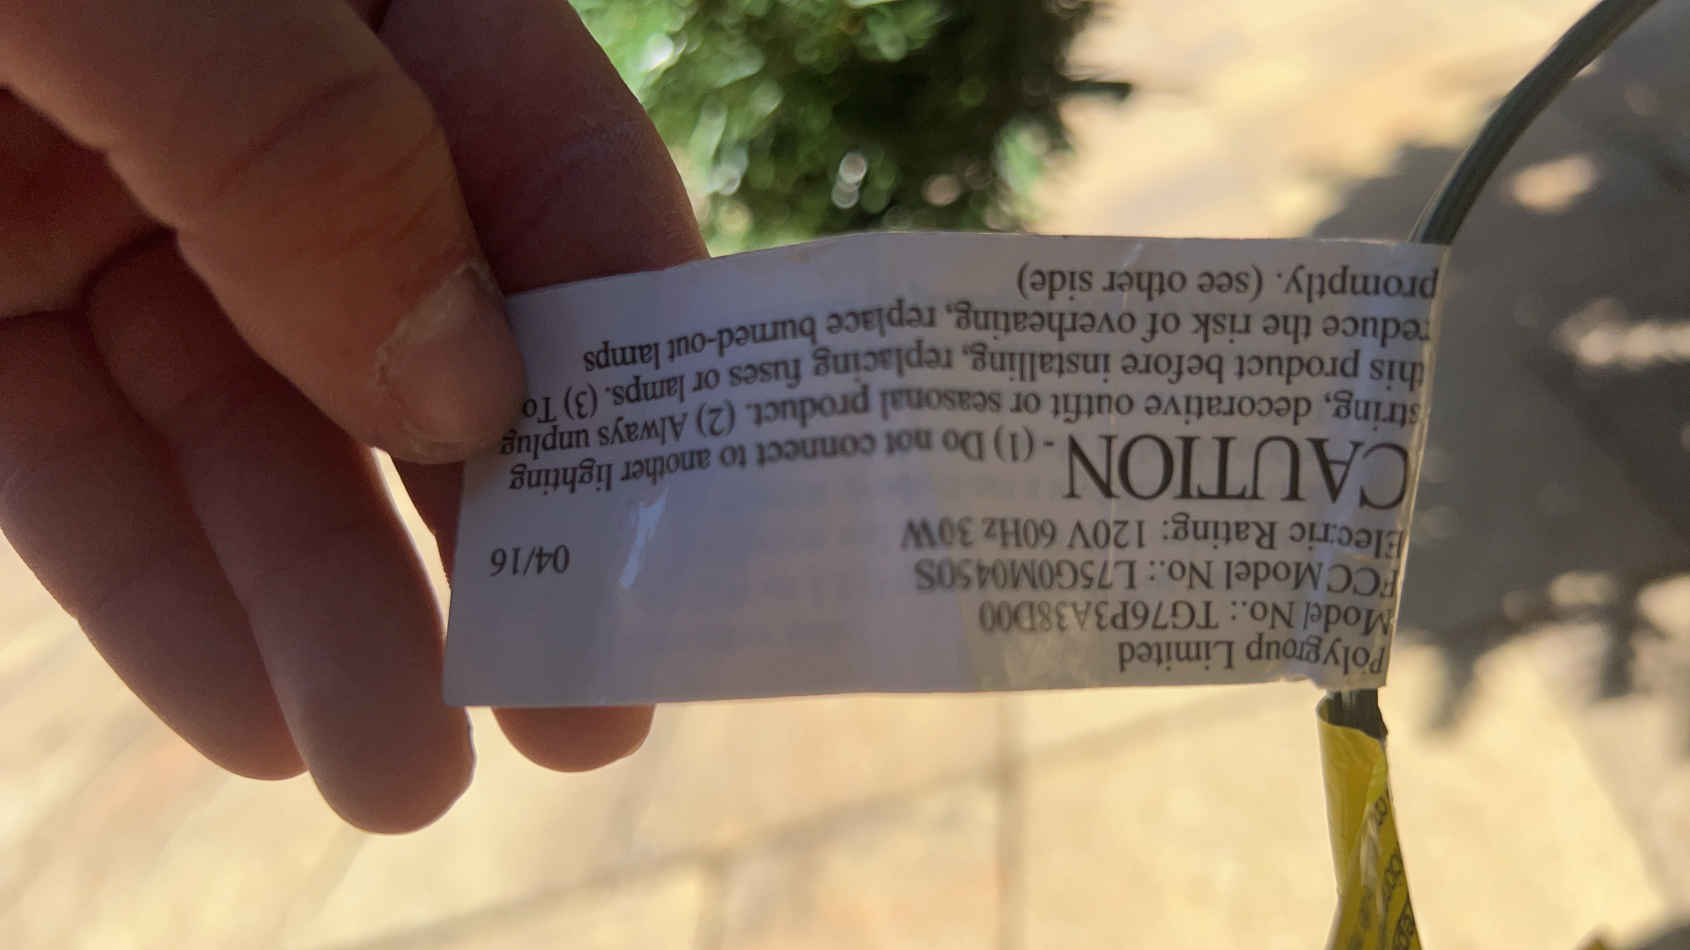 Polygroup Limited
Model No.: TG76P3A38D00
FCC Model No.: L75G0M0450S
Electric Rating: 120V 60Hz 30W
04/16
CAUTION - (1) Do not connect to another lighting
string, decorative outfit or seasonal product. (2) Always unplug
this product before installing, replacing fuses or lamps. (3) To
reduce the risk of overheating, replace burned-out lamps
promptly. (see other side)